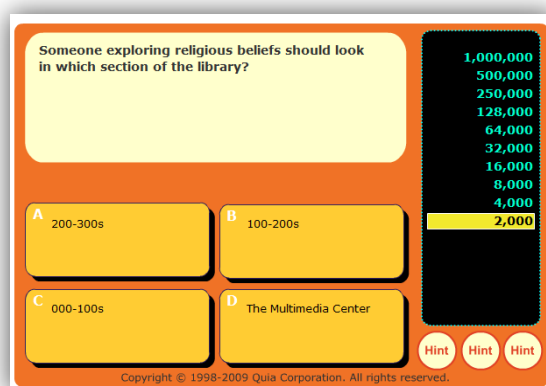 Someone exploring religious beliefs should look
in which section of the library?
1,000,000
500,000
250,000
128,000
64,000
32,000
16,000
8,000
4,000
2,000
A 200-300s
B 100-200s
C 000-100s
D The Multimedia Center
Hint Hint Hint
Copyright © 1998-2009 Quia Corporation. All rights reserved.